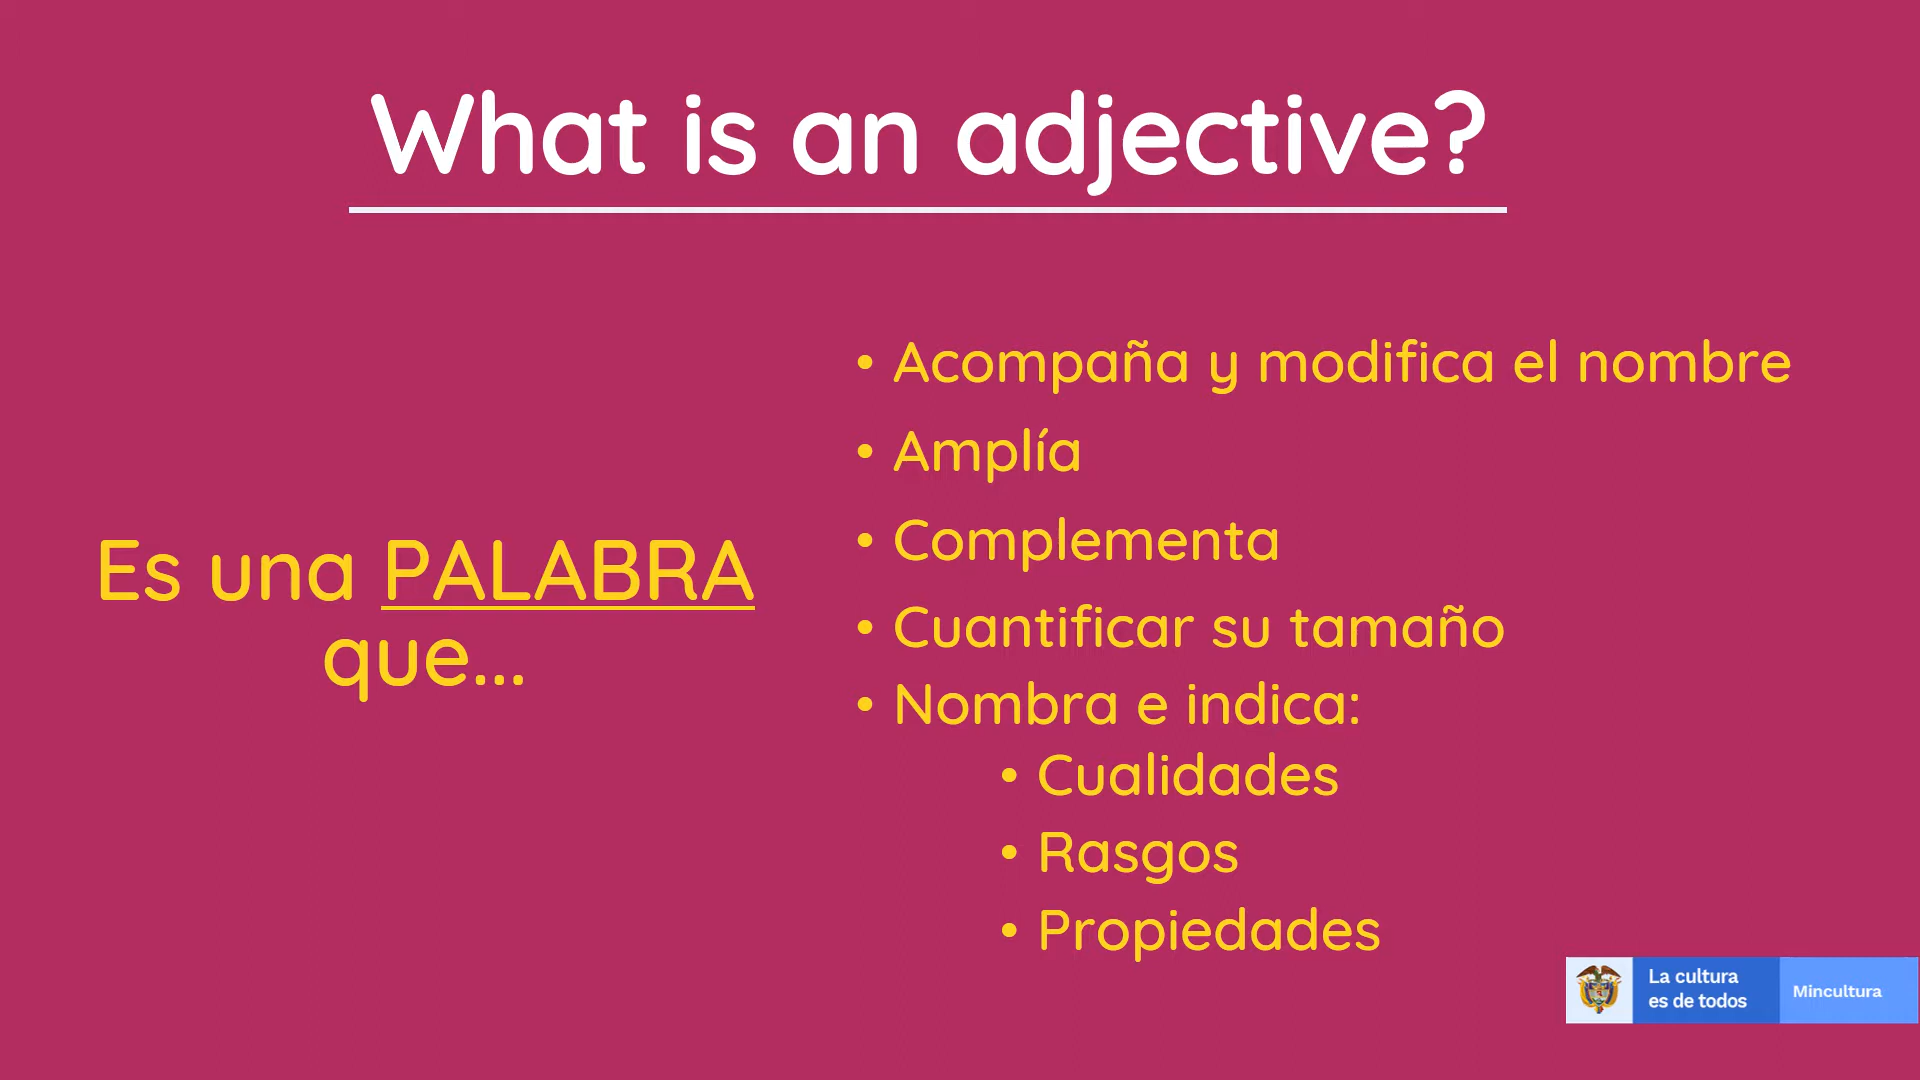 What is an adjective?
Es una PALABRA
que...
• Acompaña y modifica el nombre
• Amplía
• Complementa
• Cuantificar su tamaño
• Nombra e indica:
• Cualidades
• Rasgos
• Propiedades
La cultura
es de todos
Mincultura